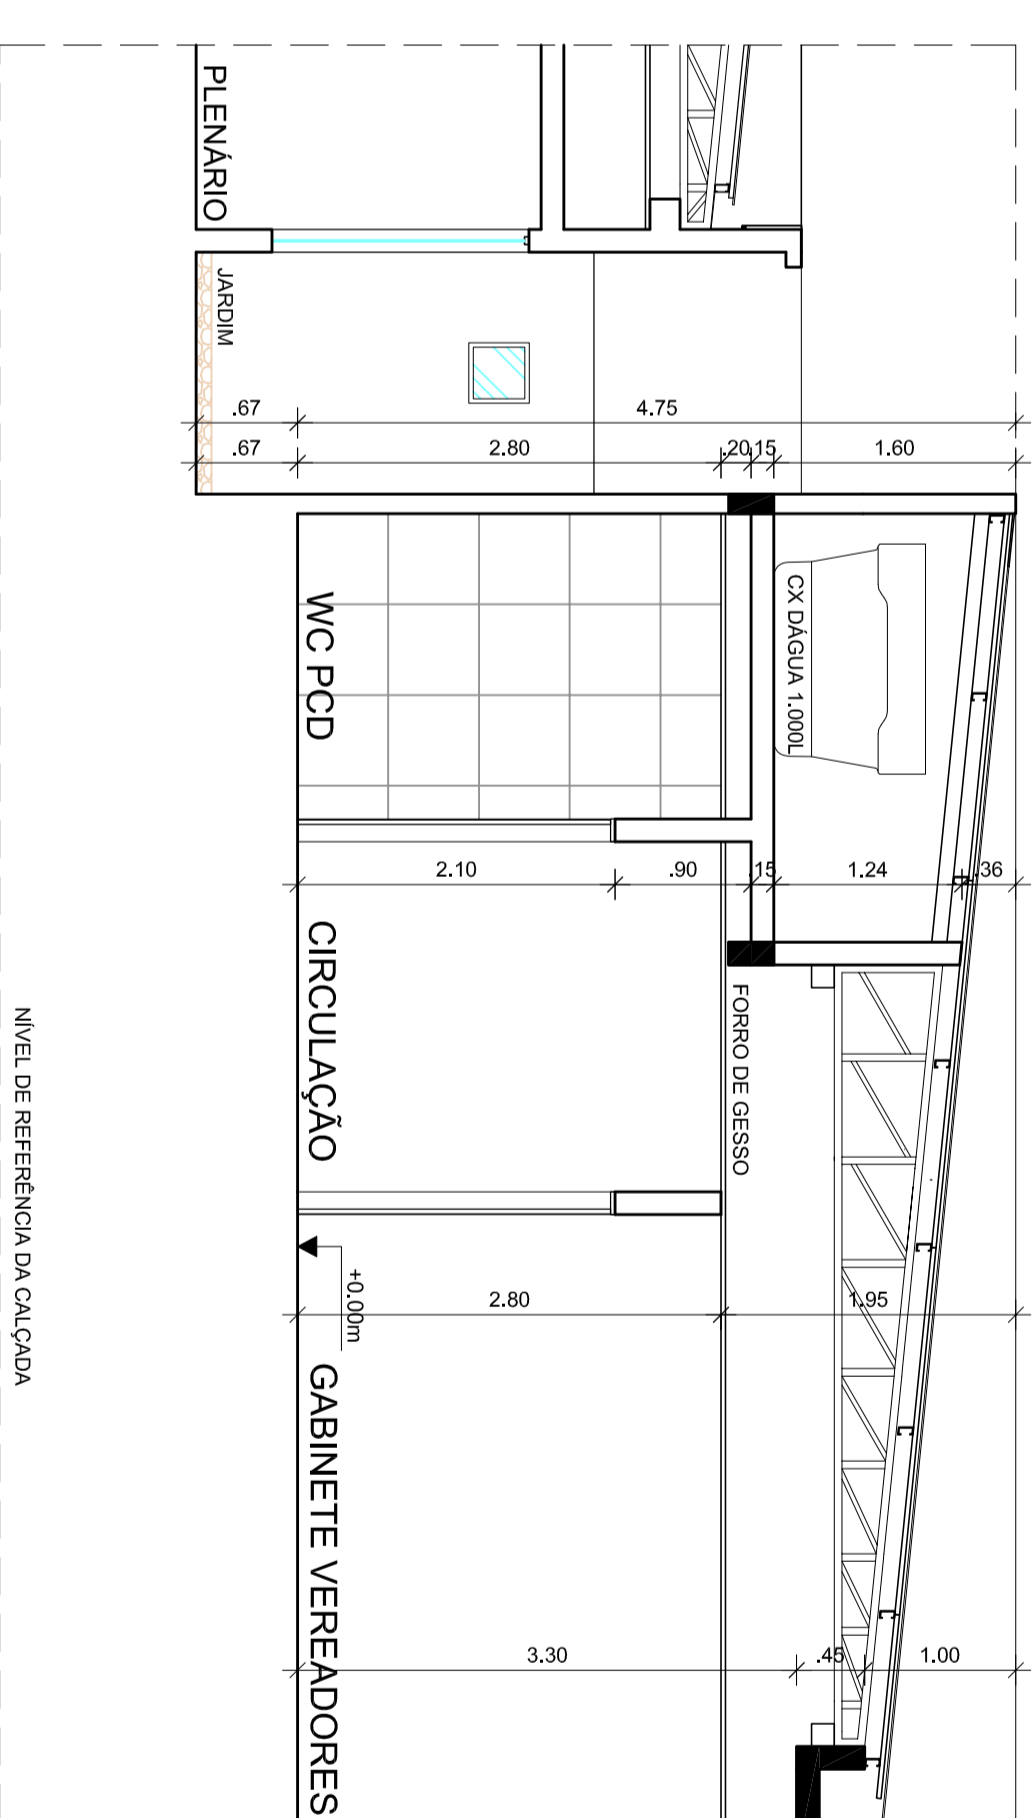 PLENÁRIO
JARDIM
.67
4.75
.67
2.80
.20
.15
1.60
WC PCD
CX DÁGUA 1.000L
2.10
.90
.15
1.24
.36
CIRCULAÇÃO
FORRO DE GESSO
NÍVEL DE REFERÊNCIA DA CALÇADA
+0.00m
2.80
1.95
GABINETE VEREADORES
3.30
.45
1.00